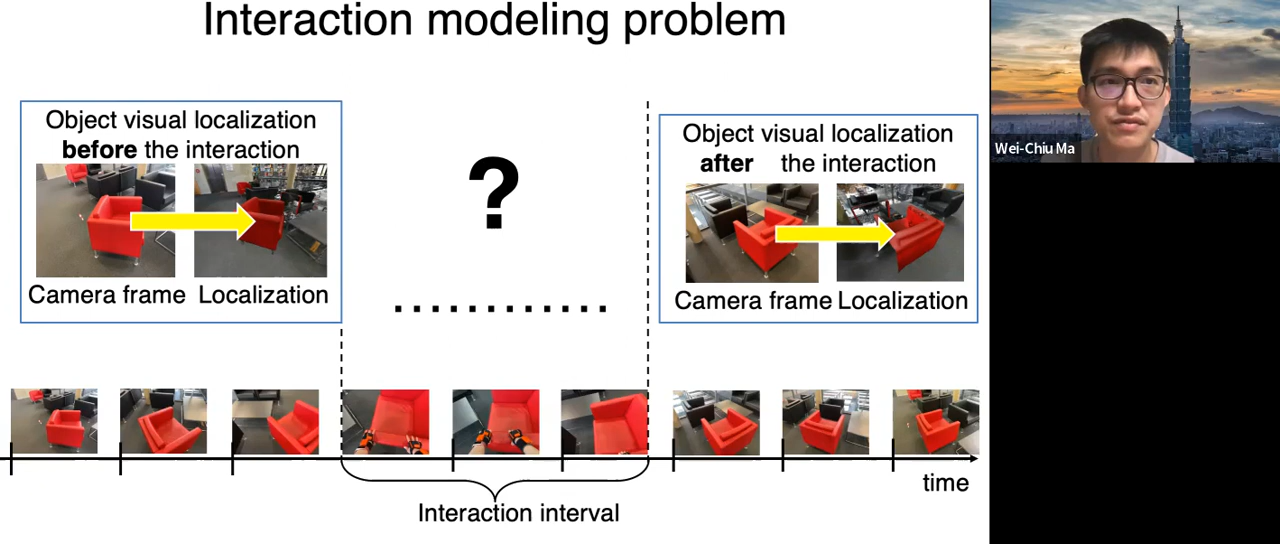 Interaction modeling problem
Object visual localization
before the interaction
Camera frame Localization
?
............
Object visual localization
after the interaction
Camera frame Localization
time
Interaction interval
Wei-Chiu Ma